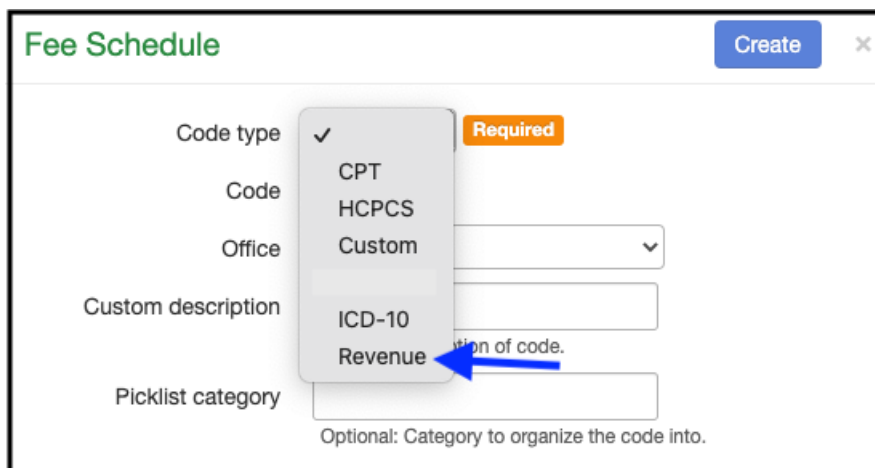 Fee Schedule
Create ×
Code type
Required
CPT
Code
HCPCS
Office
Custom
Custom description
ICD-10
of code.
Revenue
Picklist category
Optional: Category to organize the code into.